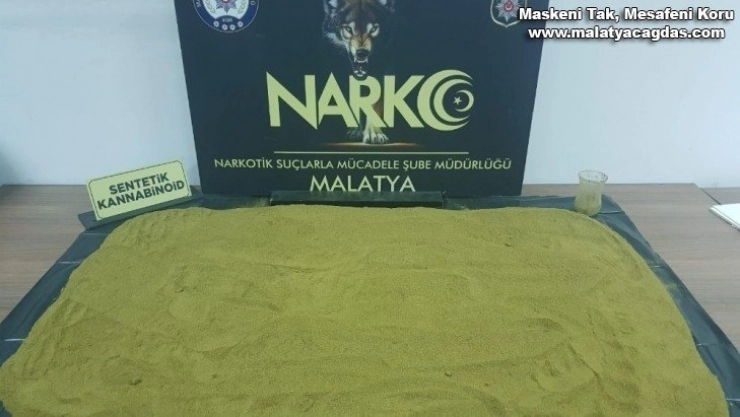 Maskeni Tak, Mesafeni Koru
www.malatyacagdas.com
NARKO
NARKOTİK SUÇLARLA MÜCADELE ŞUBE MÜDÜRLÜĞÜ
MALATYA
SENTETİK
KANNABİNOİD